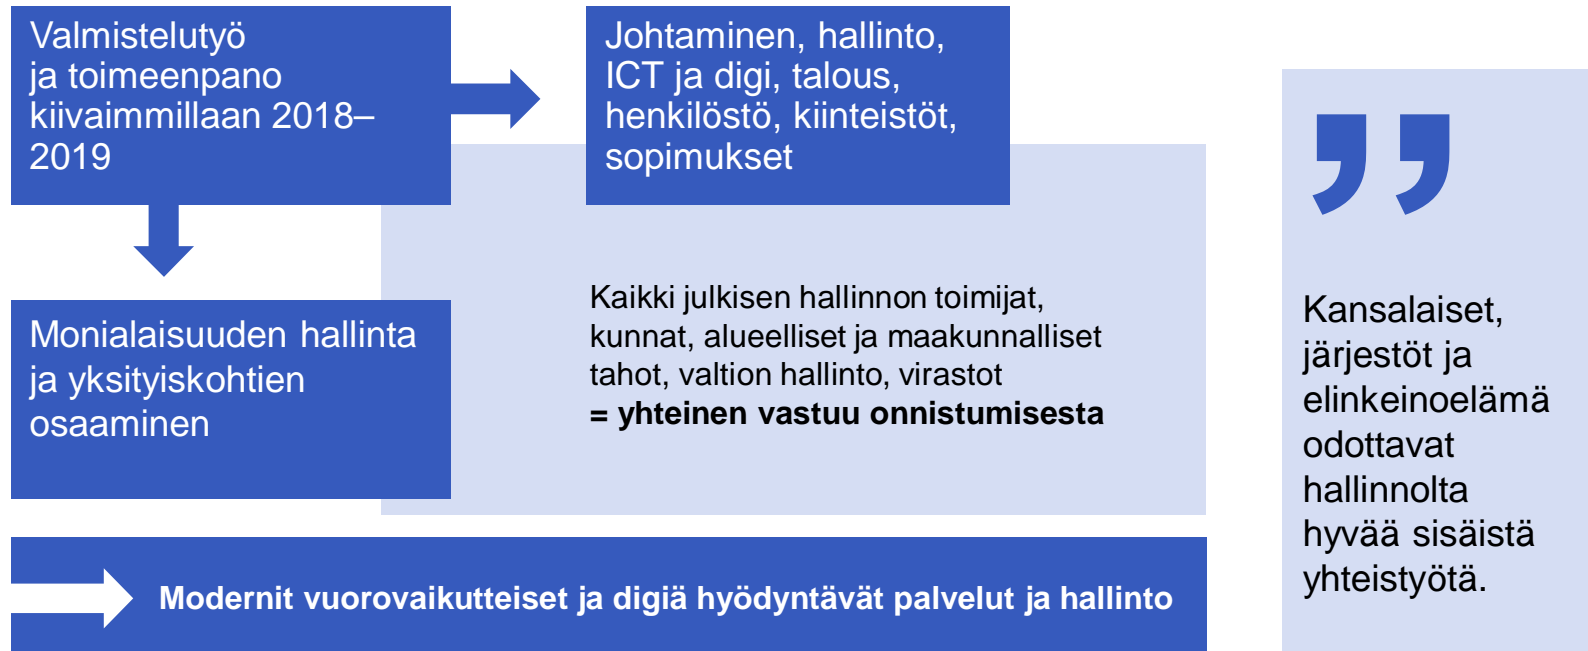 Valmistelutyö
ja toimeenpano
kiivaimmillaan 2018–
2019
Johtaminen, hallinto,
ICT ja digi, talous,
henkilöstö, kiinteistöt,
sopimukset
Monialaisuuden hallinta
ja yksityiskohtien
osaaminen
Kaikki julkisen hallinnon toimijat,
kunnat, alueelliset ja maakunnalliset
tahot, valtion hallinto, virastot
= yhteinen vastuu onnistumisesta
Modernit vuorovaikutteiset ja digiä hyödyntävät palvelut ja hallinto
”
Kansalaiset,
järjestöt ja
elinkeinoelämä
odottavat
hallinnolta
hyvää sisäistä
yhteistyötä.